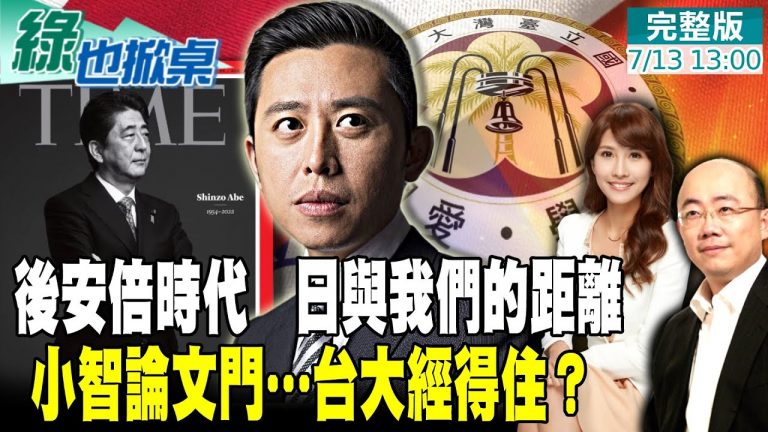 綠也掀桌
完整版
7/13 13:00
TIME
Shinzo Abe
1954–2022
國立臺灣大
愛
學
後安倍時代 日與我們的距離
小智論文門…台大經得住？